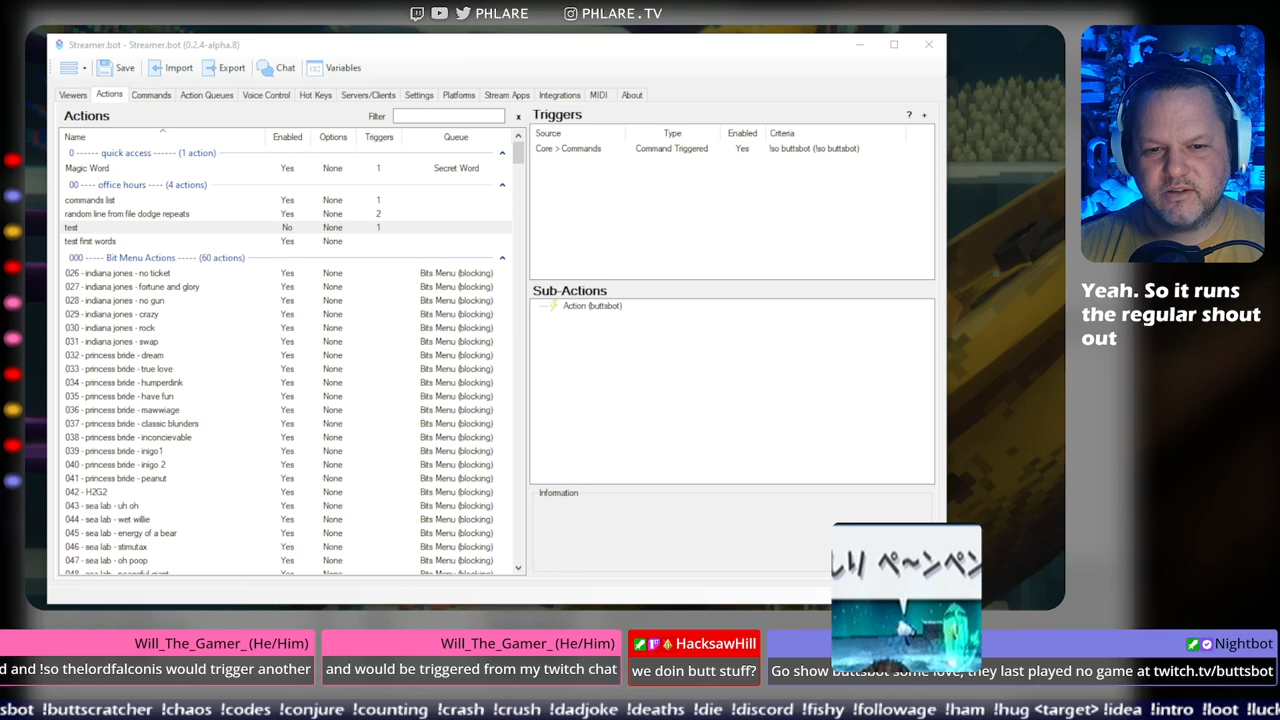 PHLARE PHLARE.TV
Streamer.bot - Streamer.bot (0.2.4-alpha.8)
Save Import Export Chat Variables
Viewers Actions Commands Action Queues Voice Control Hot Keys Servers/Clients Settings Platforms Stream Apps Integrations MIDI About
Actions Filter x
Name Enabled Options Triggers Queue
0 ------ quick access ------ (1 action)
Magic Word Yes None 1 Secret Word
00 ---- office hours ---- (4 actions)
commands list Yes None 1
random line from file dodge repeats Yes None 2
test No None 1
test first words Yes None
000 ----- Bit Menu Actions ----- (60 actions)
026 - indiana jones - no ticket Yes None Bits Menu (blocking)
027 - indiana jones - fortune and glory Yes None Bits Menu (blocking)
028 - indiana jones - no gun Yes None Bits Menu (blocking)
029 - indiana jones - crazy Yes None Bits Menu (blocking)
030 - indiana jones - rock Yes None Bits Menu (blocking)
031 - indiana jones - swap Yes None Bits Menu (blocking)
032 - princess bride - dream Yes None Bits Menu (blocking)
033 - princess bride - true love Yes None Bits Menu (blocking)
034 - princess bride - humperdink Yes None Bits Menu (blocking)
035 - princess bride - have fun Yes None Bits Menu (blocking)
036 - princess bride - mawwiage Yes None Bits Menu (blocking)
037 - princess bride - classic blunders Yes None Bits Menu (blocking)
038 - princess bride - inconcievable Yes None Bits Menu (blocking)
039 - princess bride - inigo1 Yes None Bits Menu (blocking)
040 - princess bride - inigo 2 Yes None Bits Menu (blocking)
041 - princess bride - peanut Yes None Bits Menu (blocking)
042 - H2G2 Yes None Bits Menu (blocking)
043 - sea lab - uh oh Yes None Bits Menu (blocking)
044 - sea lab - wet willie Yes None Bits Menu (blocking)
045 - sea lab - energy of a bear Yes None Bits Menu (blocking)
046 - sea lab - stimutax Yes None Bits Menu (blocking)
047 - sea lab - oh poop Yes None Bits Menu (blocking)
Triggers ? +
Source Type Enabled Criteria
Core > Commands Command Triggered Yes !so buttsbot (!so buttsbot)
Sub-Actions
Action (buttsbot)
Information
Yeah. So it runs
the regular shout
out
しり ペ〜ンペン
Will_The_Gamer_ (He/Him) Will_The_Gamer_ (He/Him) HacksawHill Nightbot
d and !so thelordfalconis would trigger another and would be triggered from my twitch chat we doin butt stuff? Go show buttsbot some love, they last played no game at twitch.tv/buttsbot
sbot !buttscratcher !chaos !codes !conjure !counting !crash !crush !dadjoke !deaths !die !discord !fishy !followage !ham !hug <target> !idea !intro !loot !luc